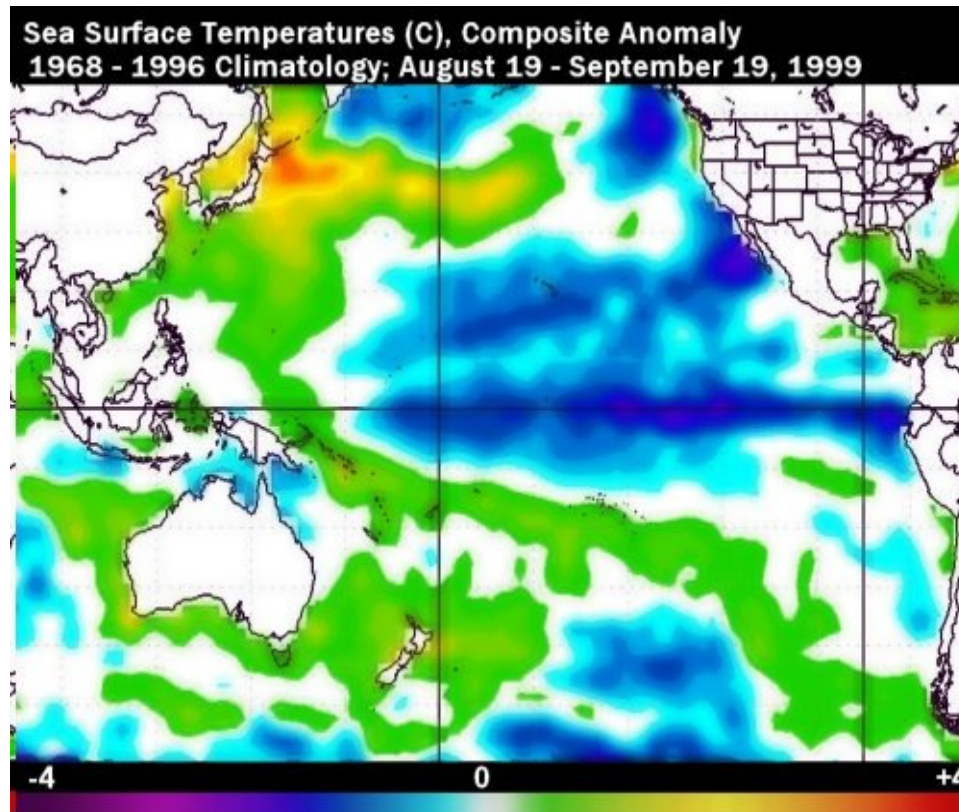 Sea Surface Temperatures (C), Composite Anomaly
1968 - 1996 Climatology; August 19 - September 19, 1999
-4 0 +4